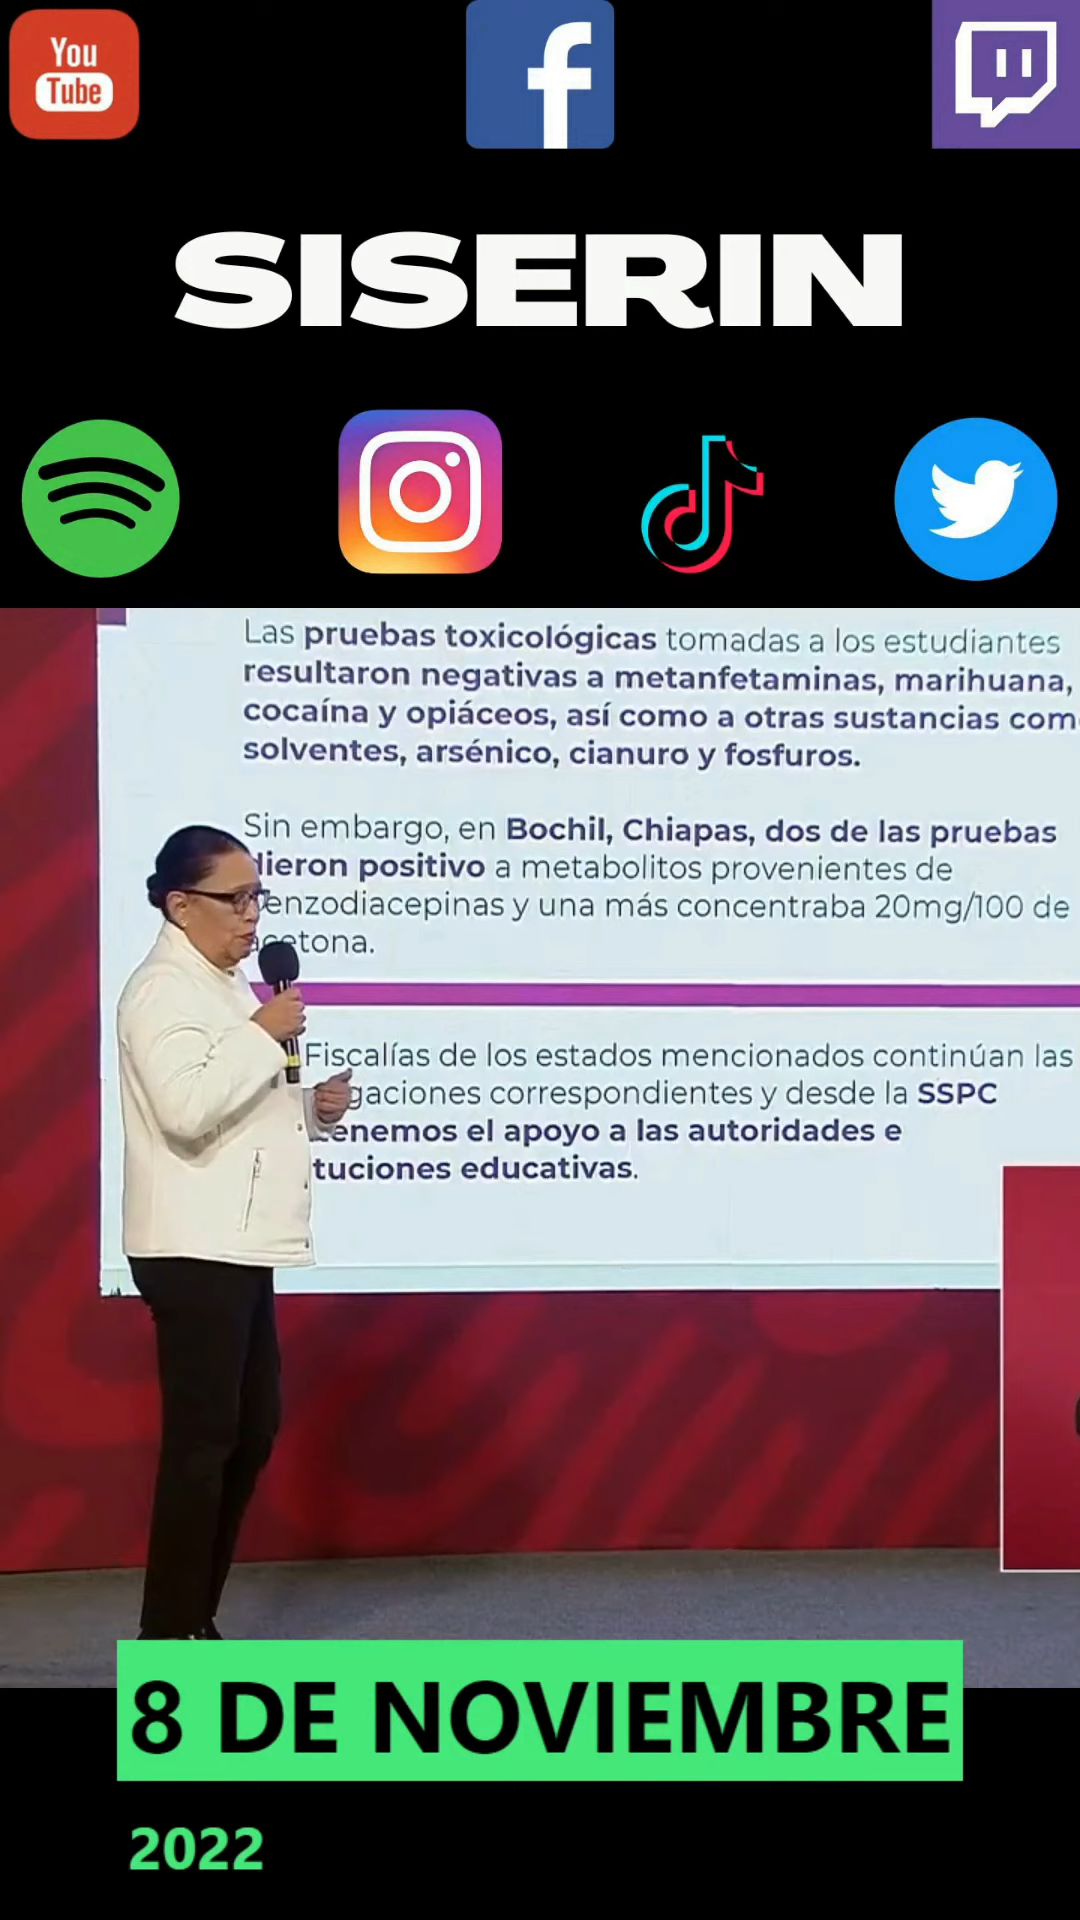 You
Tube
SISERIN
Las pruebas toxicológicas tomadas a los estudiantes
resultaron negativas a metanfetaminas, marihuana,
cocaína y opiáceos, así como a otras sustancias com
solventes, arsénico, cianuro y fosfuros.
Sin embargo, en Bochil, Chiapas, dos de las pruebas
dieron positivo a metabolitos provenientes de
enzodiacepinas y una más concentraba 20mg/100 de
acetona.
Fiscalías de los estados mencionados continúan las
gaciones correspondientes y desde la SSPC
tenemos el apoyo a las autoridades e
tuciones educativas.
8 DE NOVIEMBRE
2022